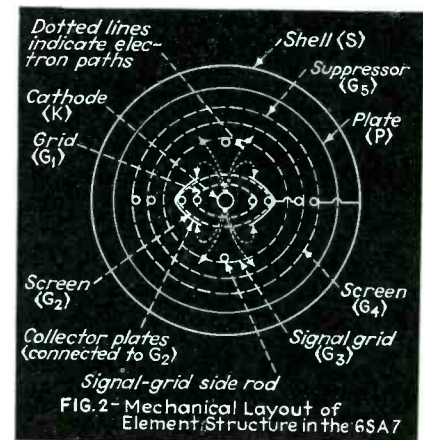 Dotted lines
indicate elec-
tron paths
Shell (S)
Suppressor
(G5)
Cathode
(K)
Plate
(P)
Grid
(G1)
Screen
(G2)
Screen
(G4)
Collector plates
(connected to G2)
Signal grid
(G3)
Signal-grid side rod
FIG.2- Mechanical Layout of
Element Structure in the 6SA7